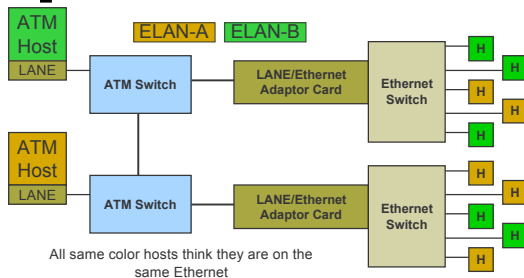 ATM
Host
LANE
ELAN-A
ELAN-B
ATM Switch
LANE/Ethernet
Adaptor Card
Ethernet
Switch
H
H
H
H
H
ATM
Host
LANE
ATM Switch
LANE/Ethernet
Adaptor Card
Ethernet
Switch
H
H
H
H
H
All same color hosts think they are on the
same Ethernet